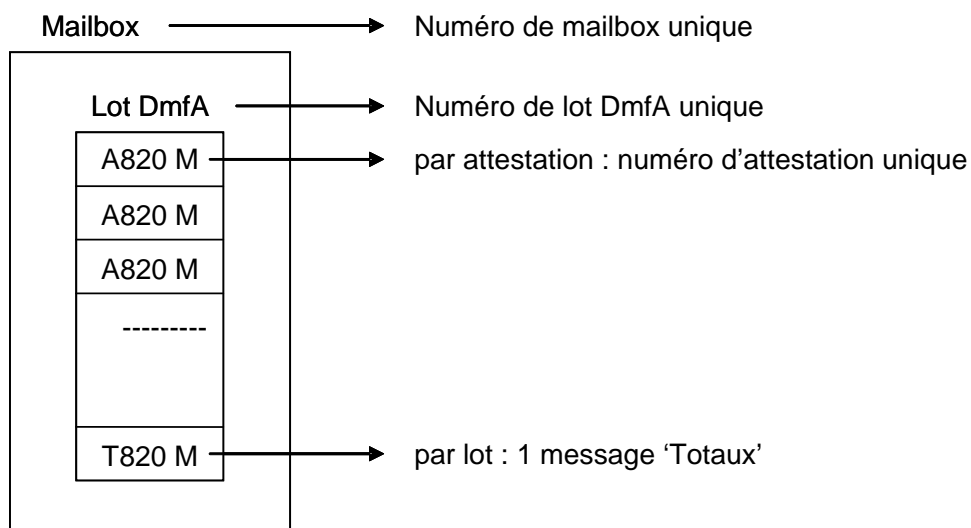 Mailbox Numéro de mailbox unique
Lot DmfA Numéro de lot DmfA unique
A820 M par attestation : numéro d’attestation unique
A820 M
A820 M
---------
T820 M par lot : 1 message ‘Totaux’